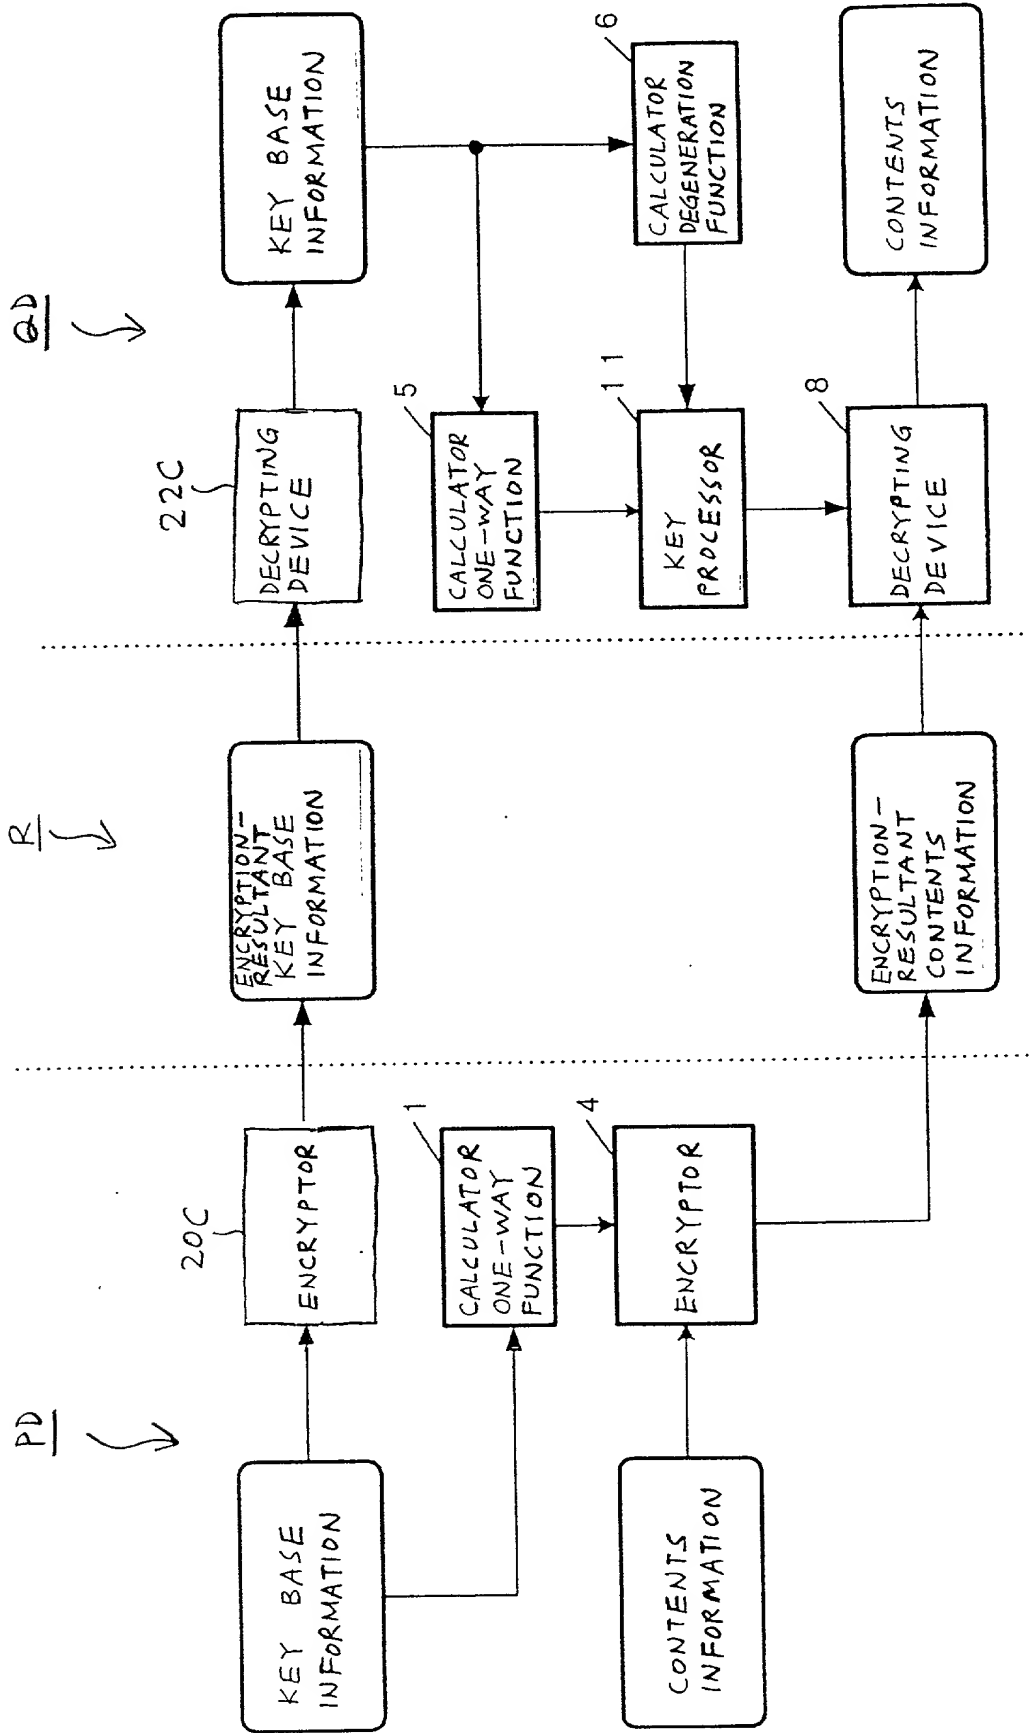 PD
R
QD
KEY BASE
INFORMATION
20C
ENCRYPTOR
ENCRYPTION-
RESULTANT
KEY BASE
INFORMATION
22C
DECRYPTING
DEVICE
KEY BASE
INFORMATION
1
CALCULATOR
ONE-WAY
FUNCTION
5
CALCULATOR
ONE-WAY
FUNCTION
CONTENTS
INFORMATION
4
ENCRYPTOR
11
KEY
PROCESSOR
6
CALCULATOR
DEGENERATION
FUNCTION
ENCRYPTION-
RESULTANT
CONTENTS
INFORMATION
8
DECRYPTING
DEVICE
CONTENTS
INFORMATION